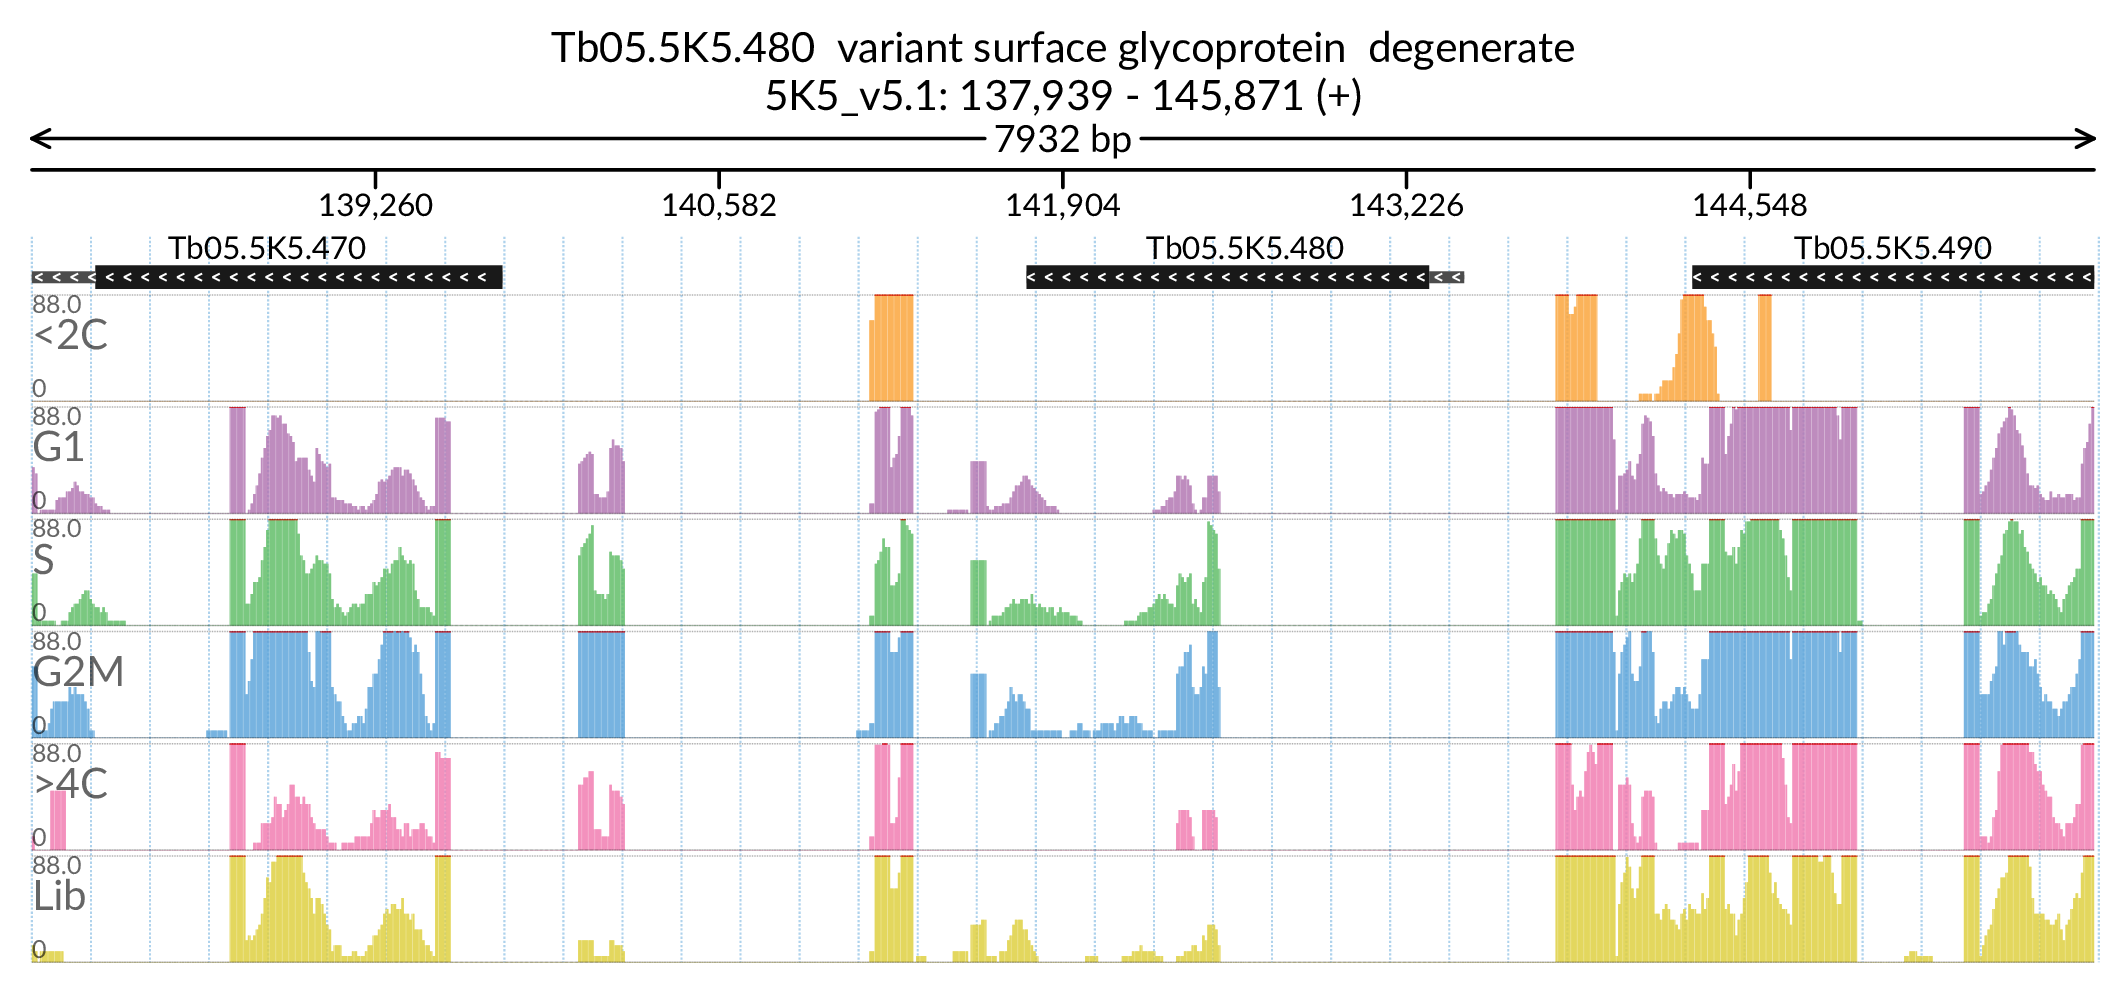 Tb05.5K5.480 variant surface glycoprotein degenerate
5K5_v5.1: 137,939 - 145,871 (+)
7932 bp
139,260 140,582 141,904 143,226 144,548
Tb05.5K5.470 Tb05.5K5.480 Tb05.5K5.490
88.0
<2C
0
88.0
G1
0
88.0
S
0
88.0
G2M
0
88.0
>4C
0
88.0
Lib
0